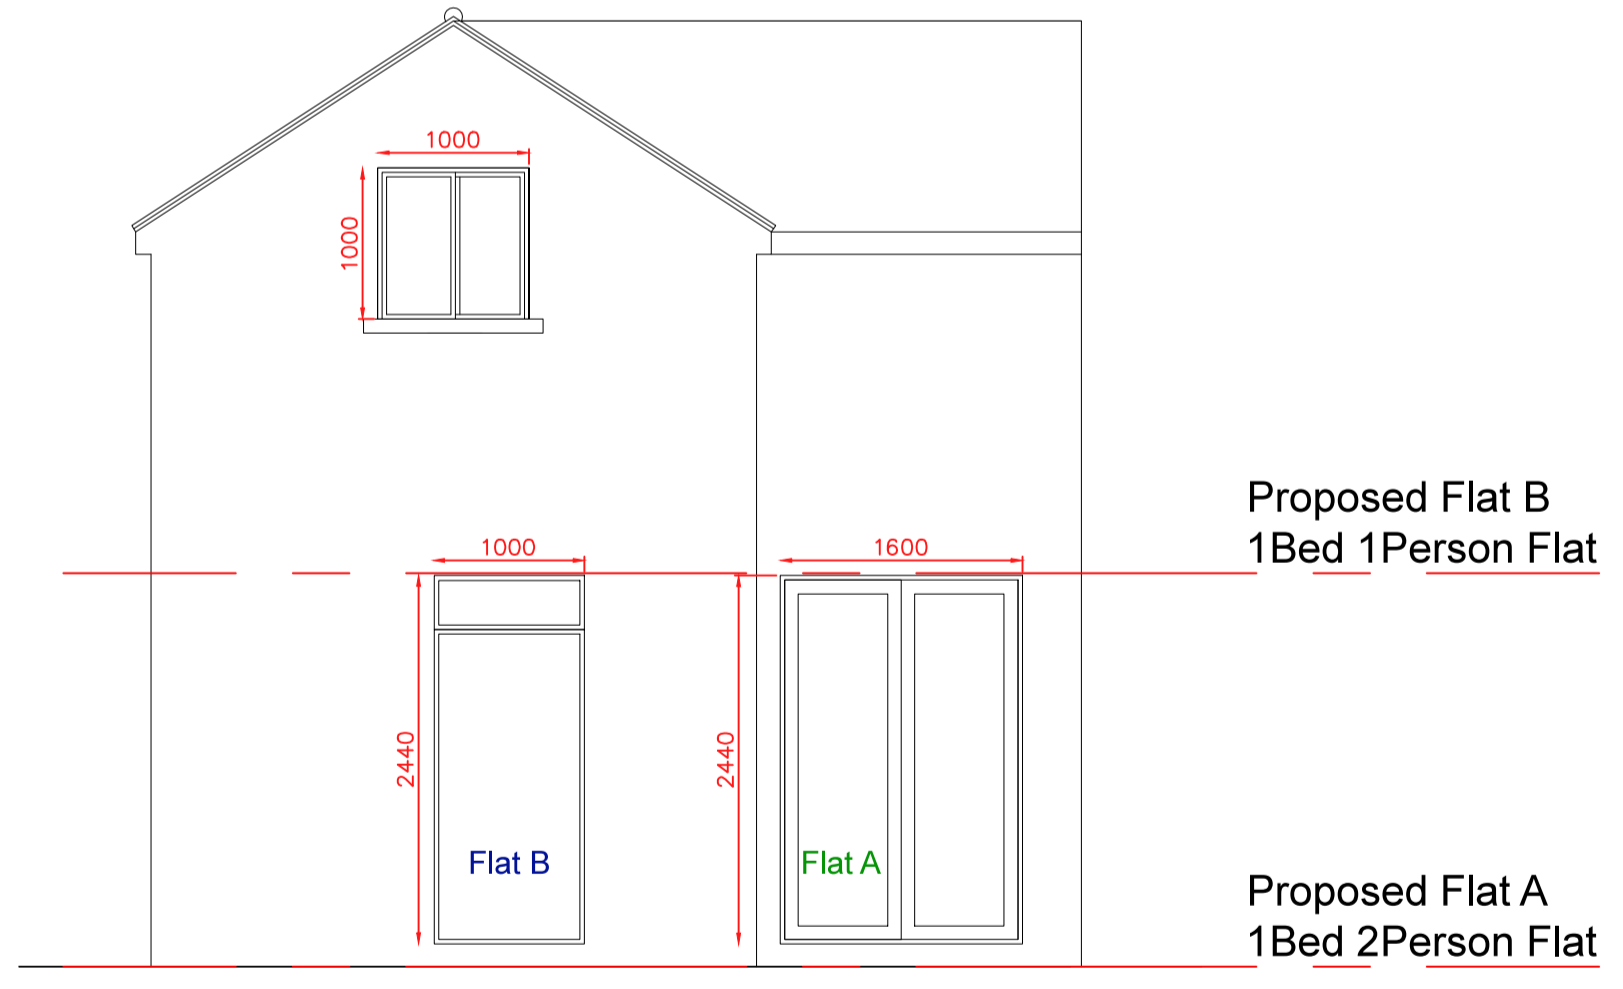 1000
1000
Proposed Flat B
1Bed 1Person Flat
1000
1600
2440
2440
Flat B
Flat A
Proposed Flat A
1Bed 2Person Flat